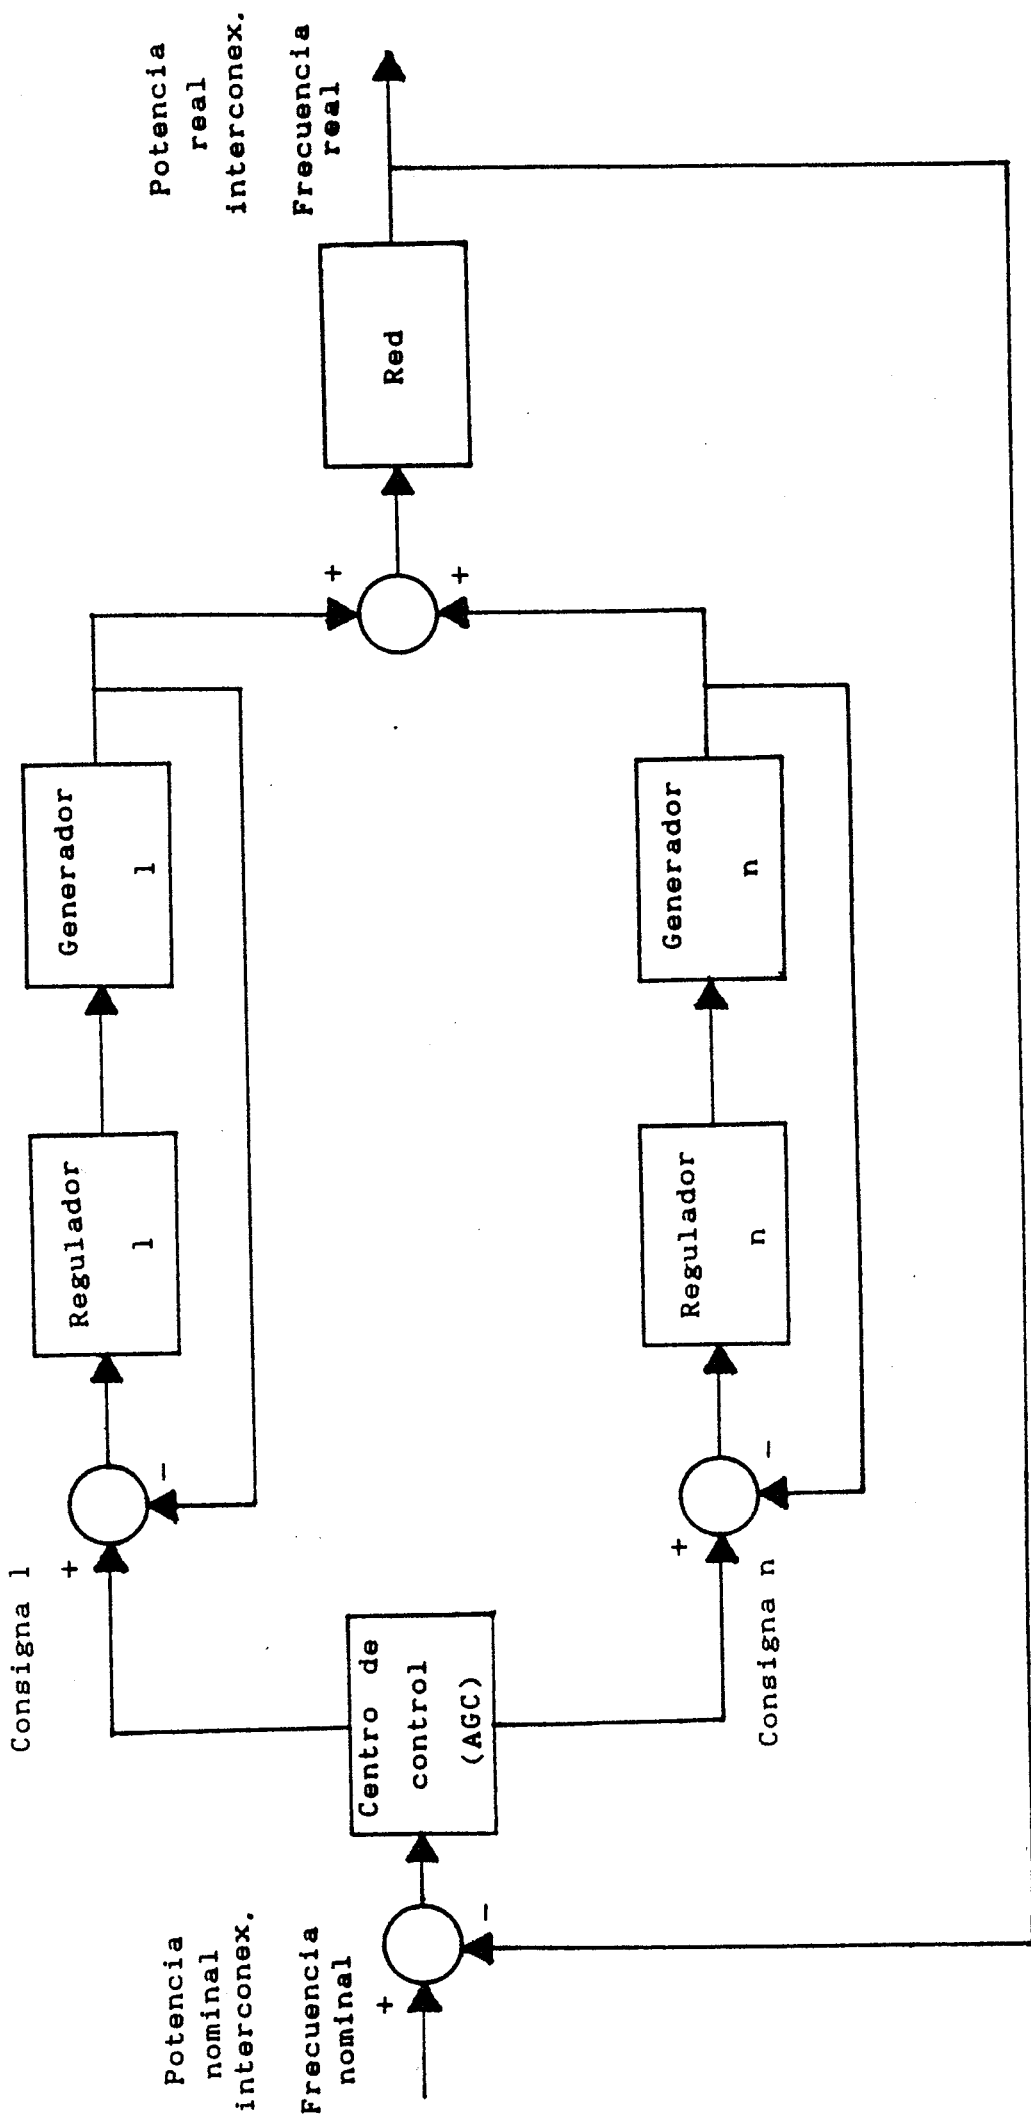 Potencia
nominal
interconex,
Frecuencia
nominal
+
-
Centro de
control
(AGC)
Consigna 1
+
-
Regulador
1
Generador
1
Consigna n
+
-
Regulador
n
Generador
n
+
+
Red
Potencia
real
interconex,
Frecuencia
real